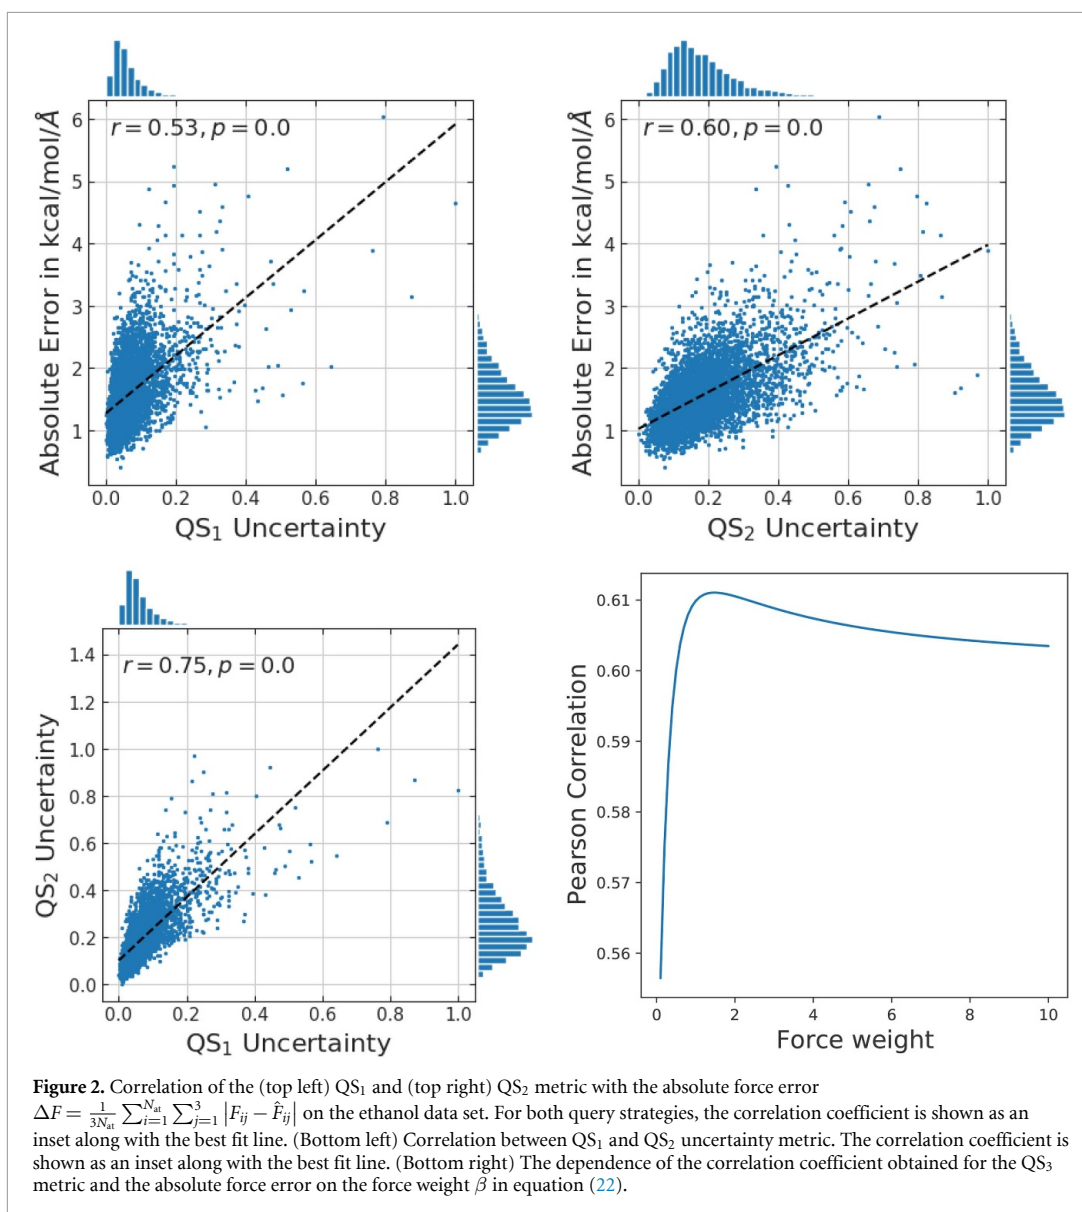 r = 0.53, p = 0.0
Absolute Error in kcal/mol/Å
6
5
4
3
2
1
0.0 0.2 0.4 0.6 0.8 1.0
QS₁ Uncertainty
r = 0.60, p = 0.0
Absolute Error in kcal/mol/Å
6
5
4
3
2
1
0.0 0.2 0.4 0.6 0.8 1.0
QS₂ Uncertainty
r = 0.75, p = 0.0
QS₂ Uncertainty
1.4
1.2
1.0
0.8
0.6
0.4
0.2
0.0
0.0 0.2 0.4 0.6 0.8 1.0
QS₁ Uncertainty
Pearson Correlation
0.61
0.60
0.59
0.58
0.57
0.56
0 2 4 6 8 10
Force weight
Figure 2. Correlation of the (top left) QS₁ and (top right) QS₂ metric with the absolute force error
ΔF = 1/(3N_at) ∑_{i=1}^{N_at} ∑_{j=1}^{3} |F_ij − F̂_ij| on the ethanol data set. For both query strategies, the correlation coefficient is shown as an
inset along with the best fit line. (Bottom left) Correlation between QS₁ and QS₂ uncertainty metric. The correlation coefficient is
shown as an inset along with the best fit line. (Bottom right) The dependence of the correlation coefficient obtained for the QS₃
metric and the absolute force error on the force weight β in equation (22).